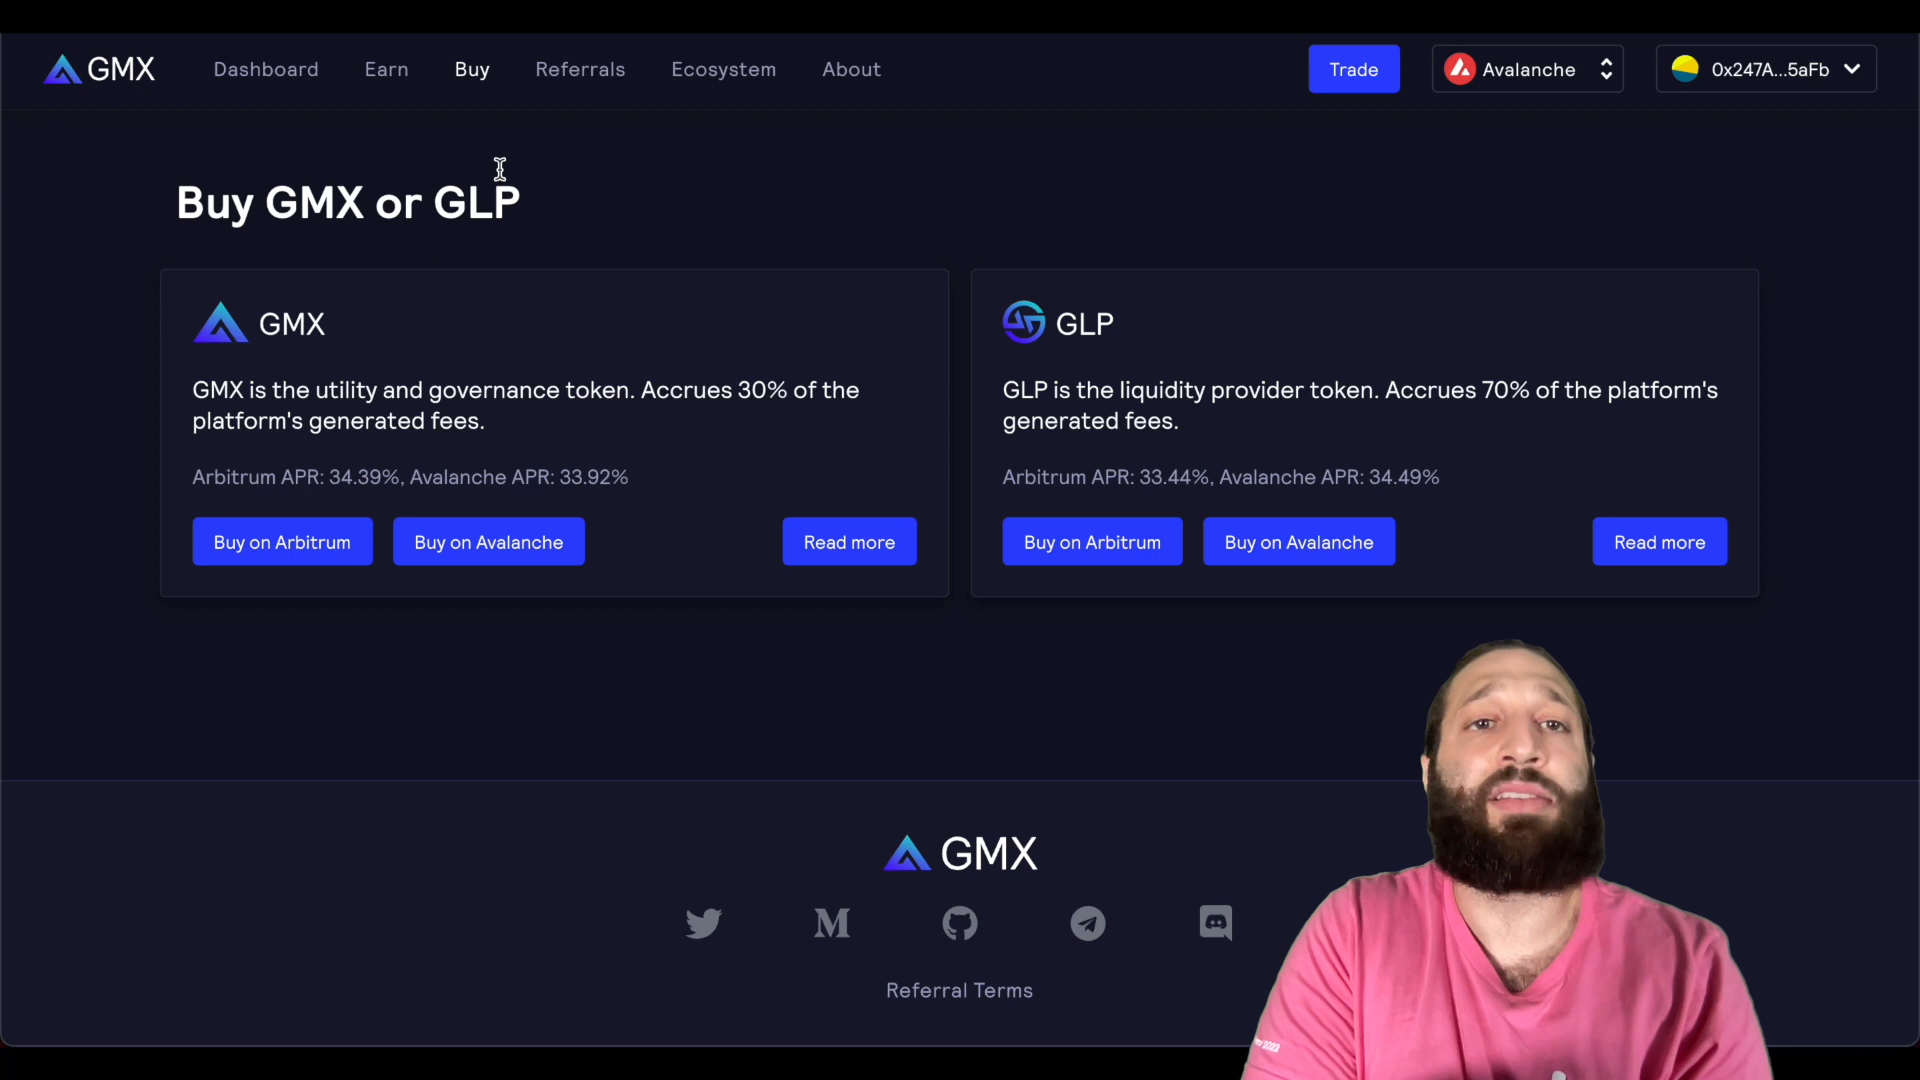 GMX
Dashboard
Earn
Buy
Referrals
Ecosystem
About
Trade
Avalanche
0x247A...5aFb
Buy GMX or GLP
GMX
GMX is the utility and governance token. Accrues 30% of the
platform's generated fees.
Arbitrum APR: 34.39%, Avalanche APR: 33.92%
Buy on Arbitrum
Buy on Avalanche
Read more
GLP
GLP is the liquidity provider token. Accrues 70% of the platform's
generated fees.
Arbitrum APR: 33.44%, Avalanche APR: 34.49%
Buy on Arbitrum
Buy on Avalanche
Read more
GMX
Referral Terms